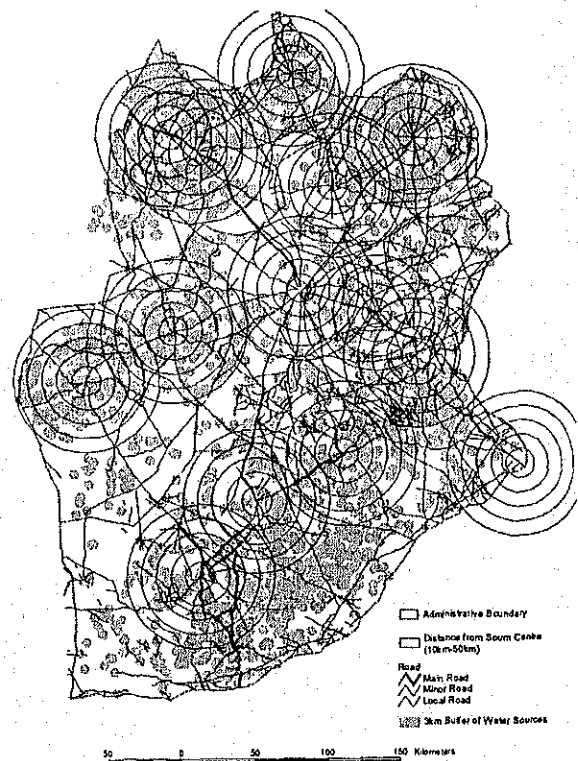 Administrative Boundary
Distance from Soum Centre
(10km-50km)
Road
Main Road
Minor Road
Local Road
3km Buffer of Water Sources
50 0 50 100 150 Kilometers